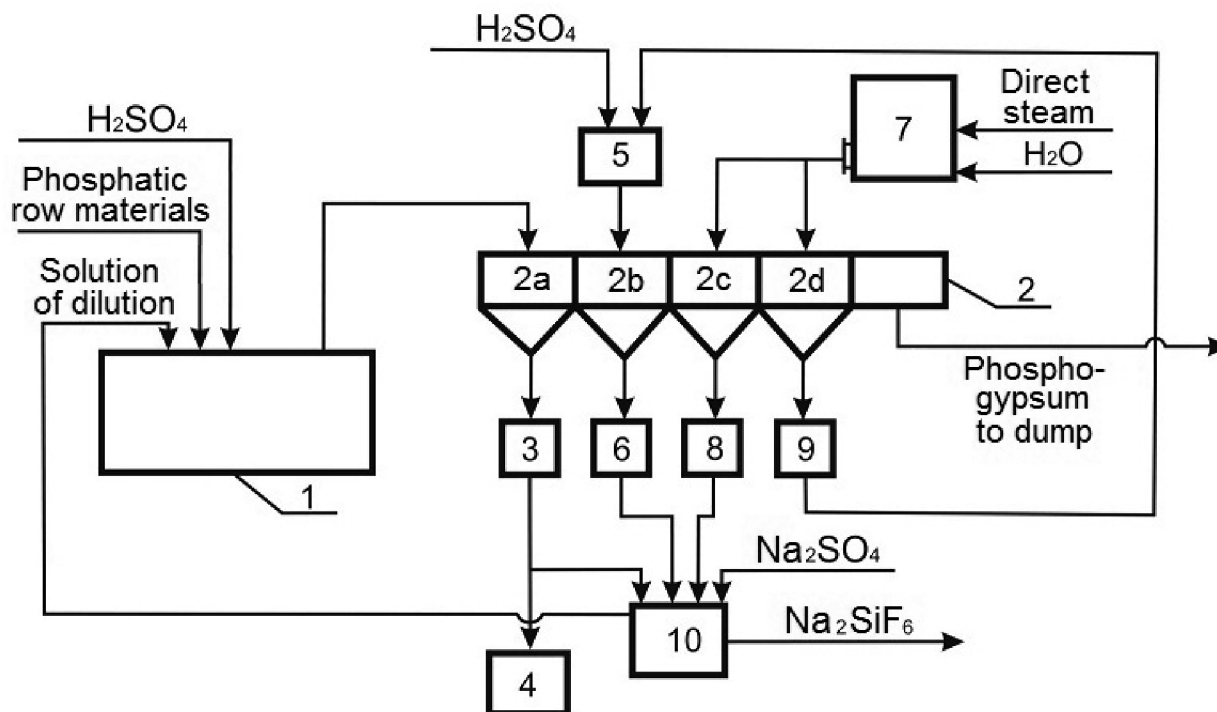 H₂SO₄
H₂SO₄
Phosphatic
row materials
Solution
of dilution
5
7
Direct
steam
H₂O
2a
2b
2c
2d
2
Phospho-
gypsum
to dump
1
3
6
8
9
Na₂SO₄
10
Na₂SiF₆
4